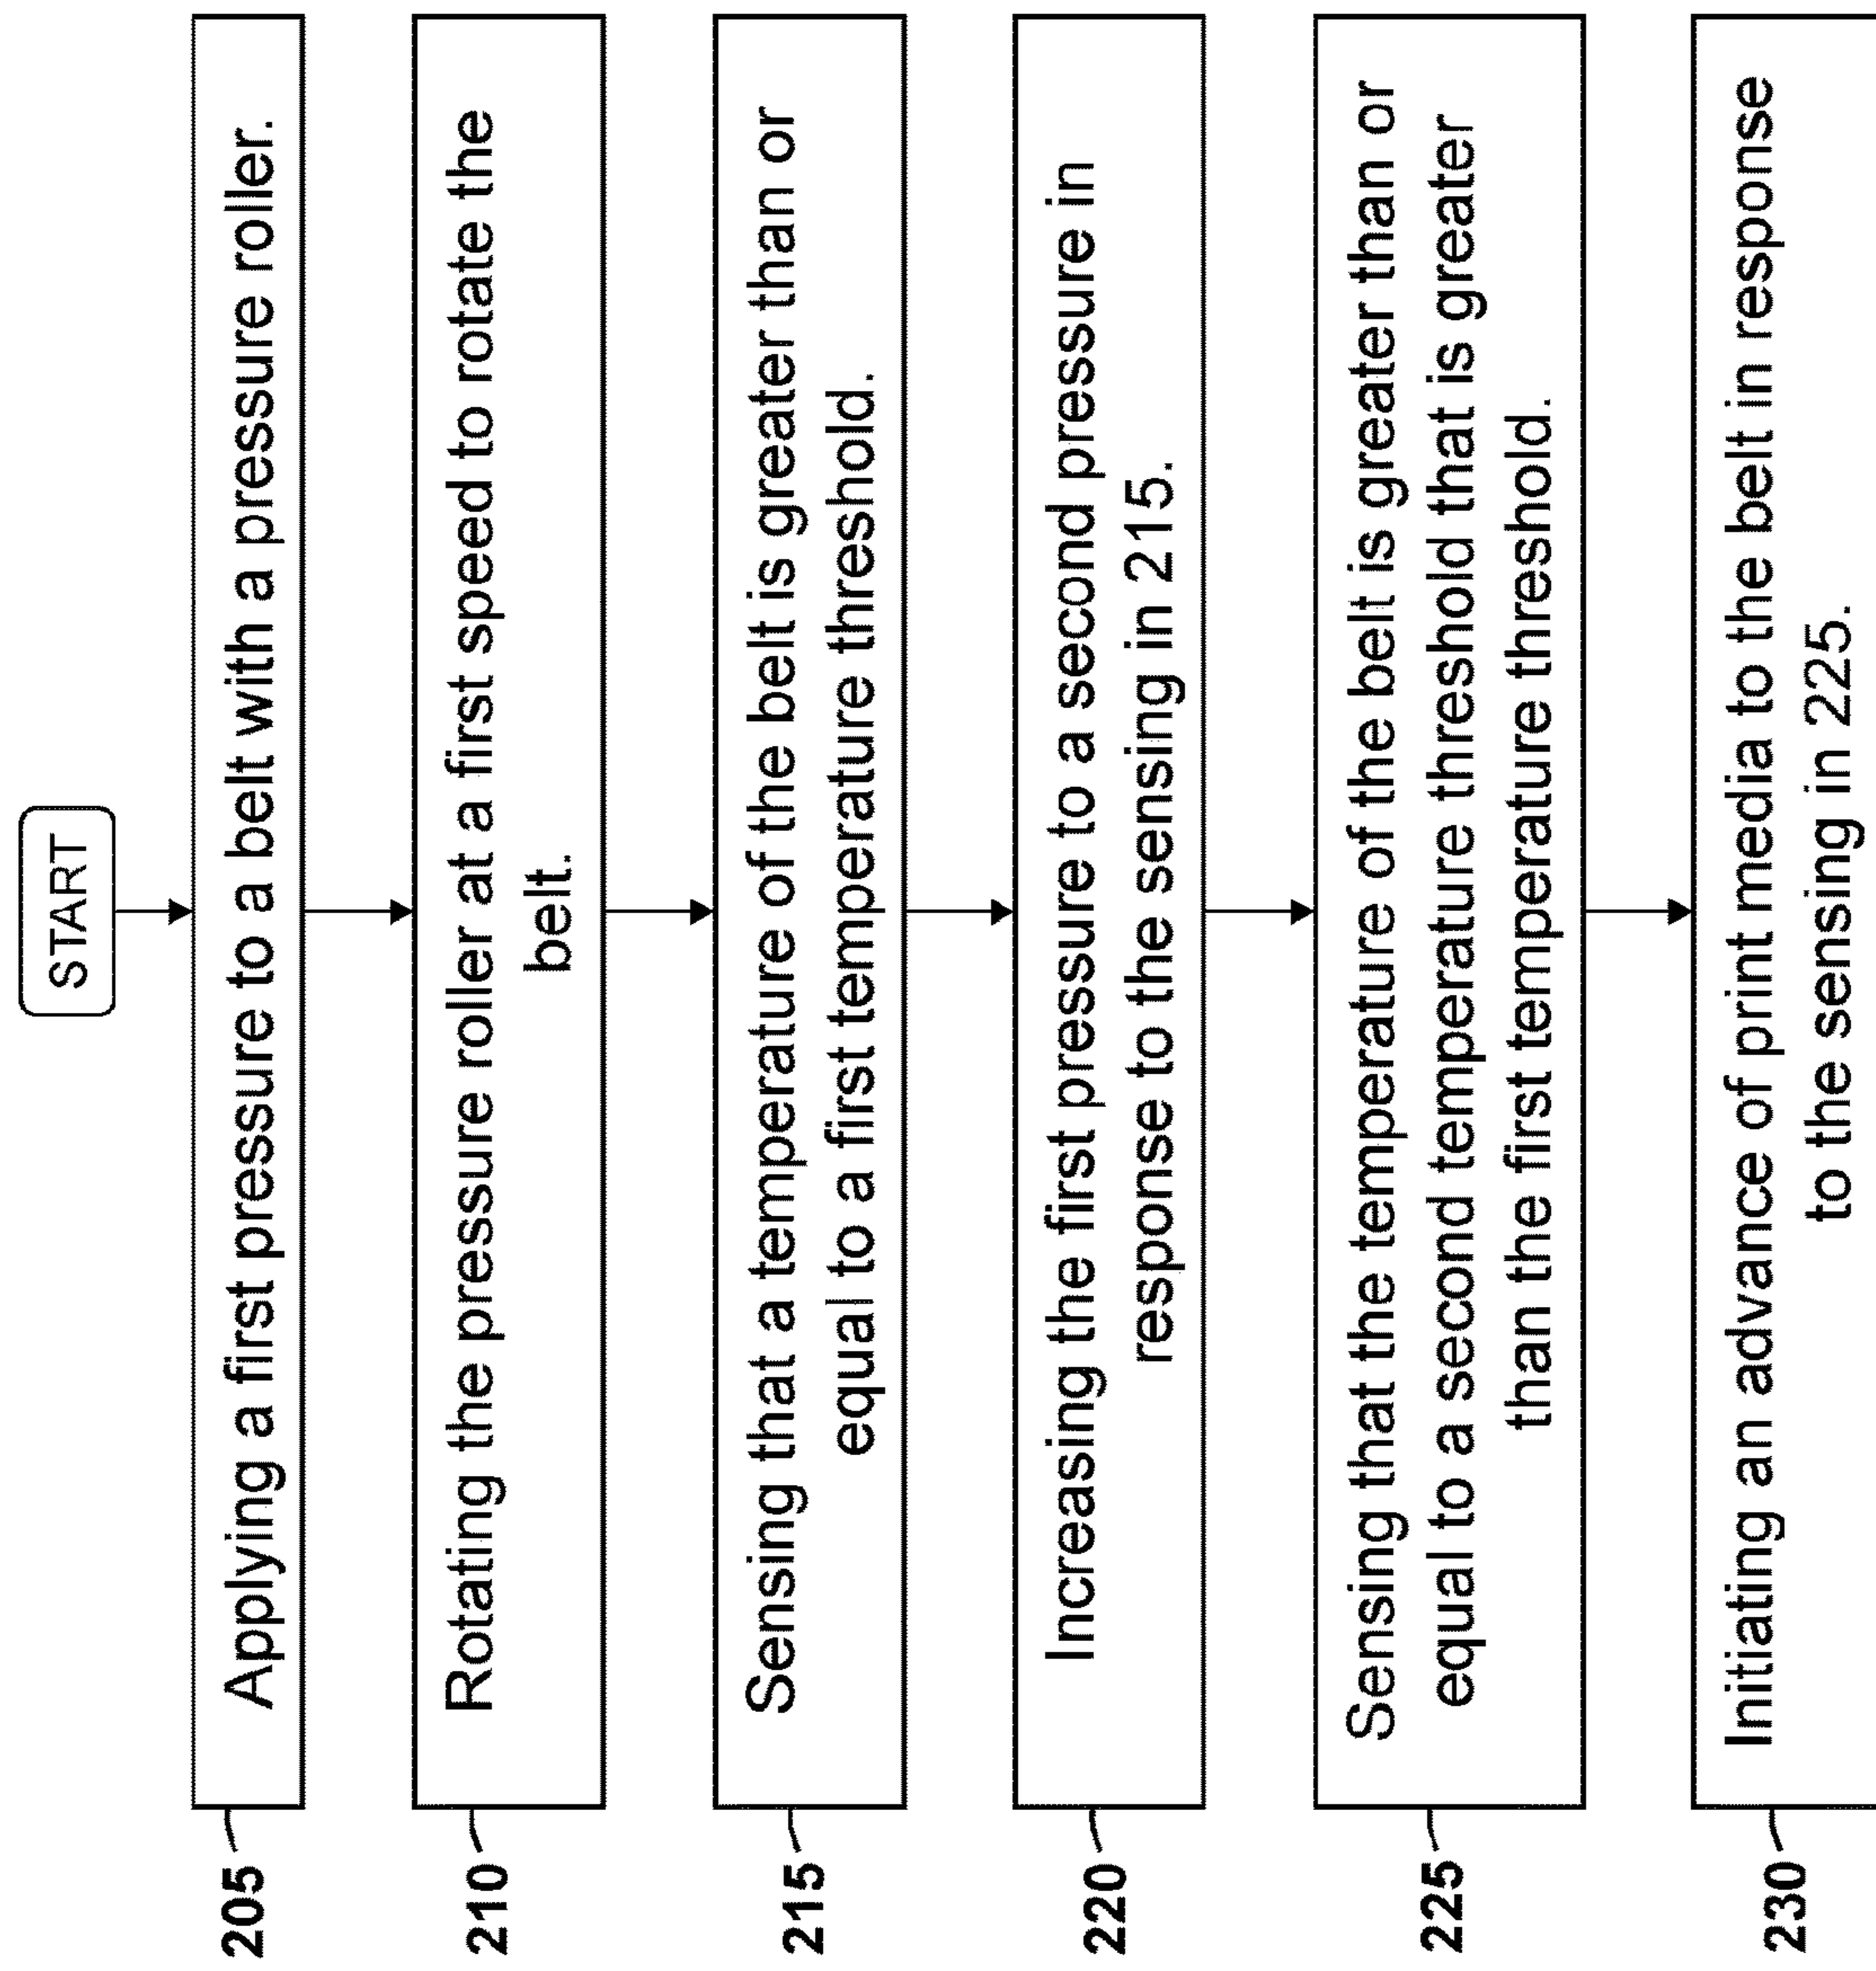 START
205
Applying a first pressure to a belt with a pressure roller.
210
Rotating the pressure roller at a first speed to rotate the
belt.
215
Sensing that a temperature of the belt is greater than or
equal to a first temperature threshold.
220
Increasing the first pressure to a second pressure in
response to the sensing in 215.
225
Sensing that the temperature of the belt is greater than or
equal to a second temperature threshold that is greater
than the first temperature threshold.
230
Initiating an advance of print media to the belt in response
to the sensing in 225.